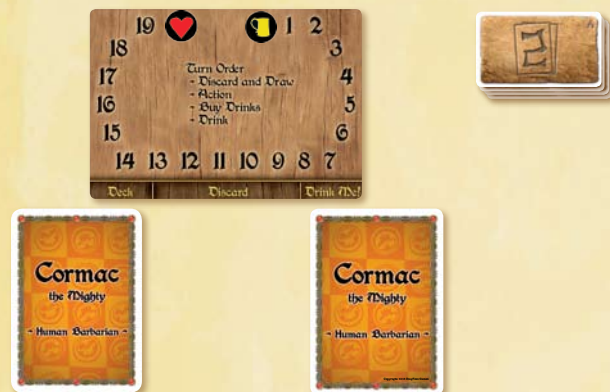 19 1 2
18 3
17 4
16 5
15 6
14 13 12 11 10 9 8 7
Turn Order
- Discard and Draw
- Action
- Buy Drinks
- Drink
Deck Discard Drink Me!
Cormac
the Mighty
- Human Barbarian -
Cormac
the Mighty
- Human Barbarian -